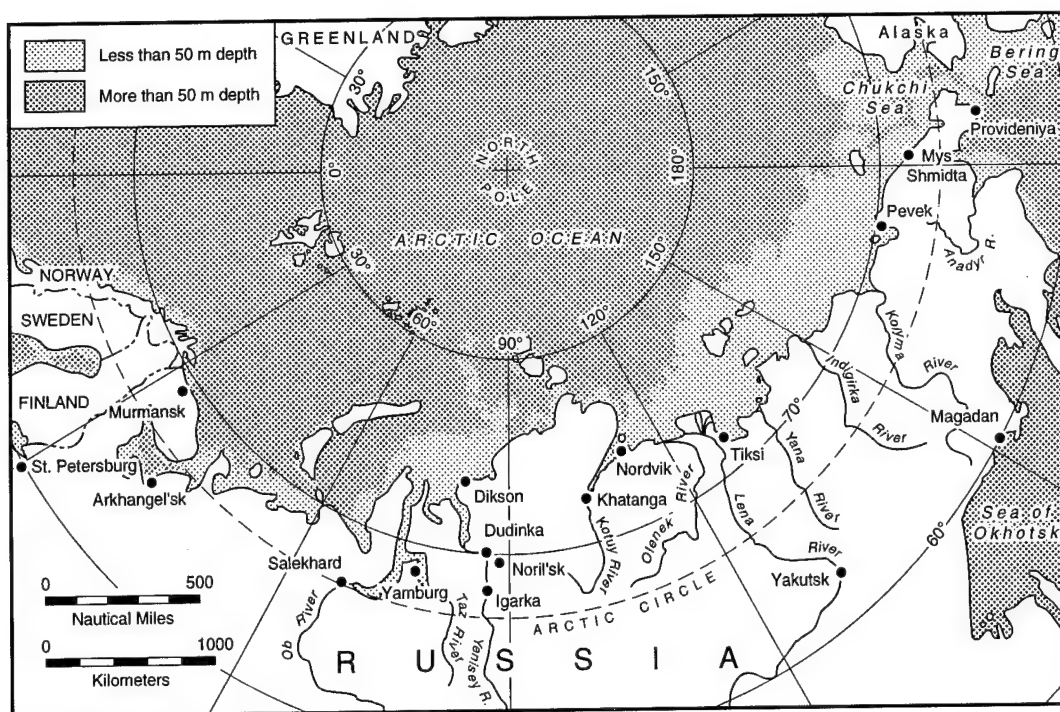 Less than 50 m depth
More than 50 m depth
GREENLAND
30°
0°
30°
60°
90°
120°
150°
180°
150°
NORTH
POLE
ARCTIC OCEAN
Alaska
Bering
Sea
Chukchi
Sea
Provideniya
Mys
Shmidta
Pevek
Anadyr R.
NORWAY
SWEDEN
FINLAND
Murmansk
St. Petersburg
Arkhangel'sk
Dikson
Nordvik
Khatanga
Tiksi
70°
Indigirka
River
Kolyma
River
Magadan
Yana
River
Sea of
Okhotsk
60°
Dudinka
Noril'sk
Igarka
Salekhard
Yamburg
Kotuy River
Olenek
River
Lena
River
Yakutsk
ARCTIC CIRCLE
Ob River
Taz River
Yenisey R.
RUSSIA
0 500
Nautical Miles
0 1000
Kilometers